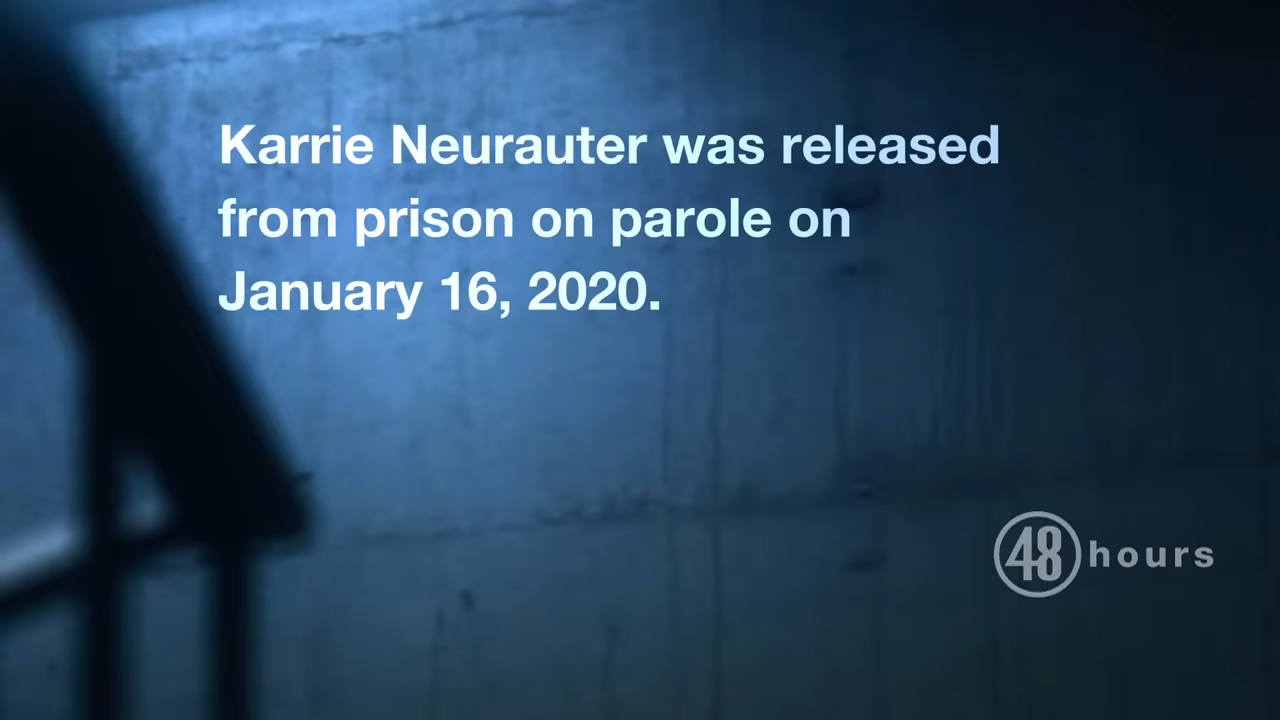 Karrie Neurauter was released
from prison on parole on
January 16, 2020.
48 hours